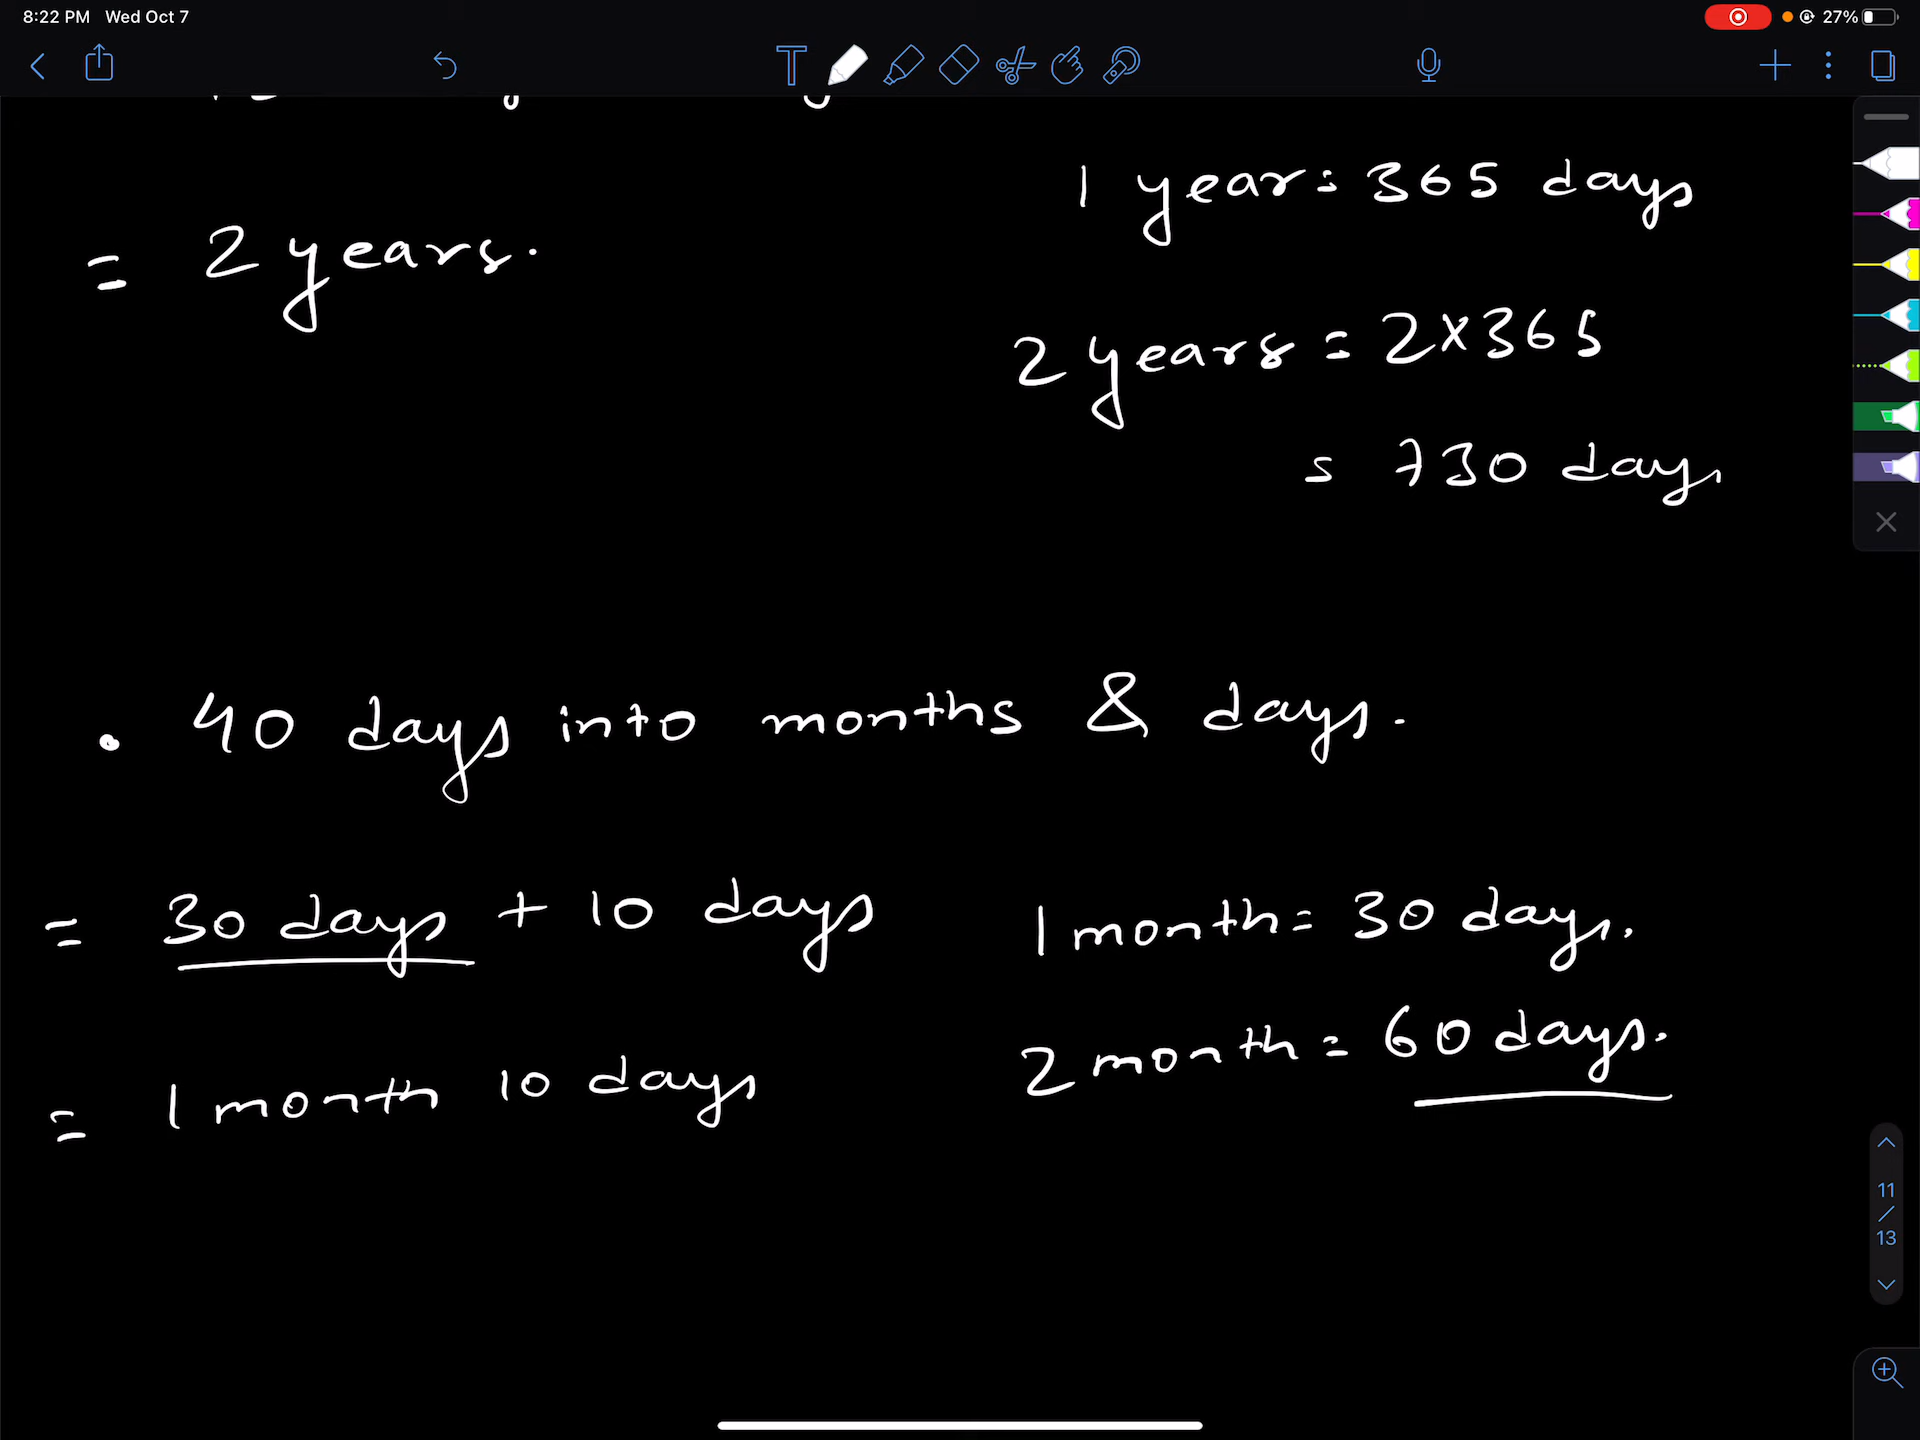 8:22 PM Wed Oct 7
27%
1 year = 365 days
= 2 years.
2 years = 2x365
= 730 days
. 40 days into months & days.
= 30 days + 10 days
1 month = 30 days.
2 month = 60 days.
= 1 month 10 days
11
/
13